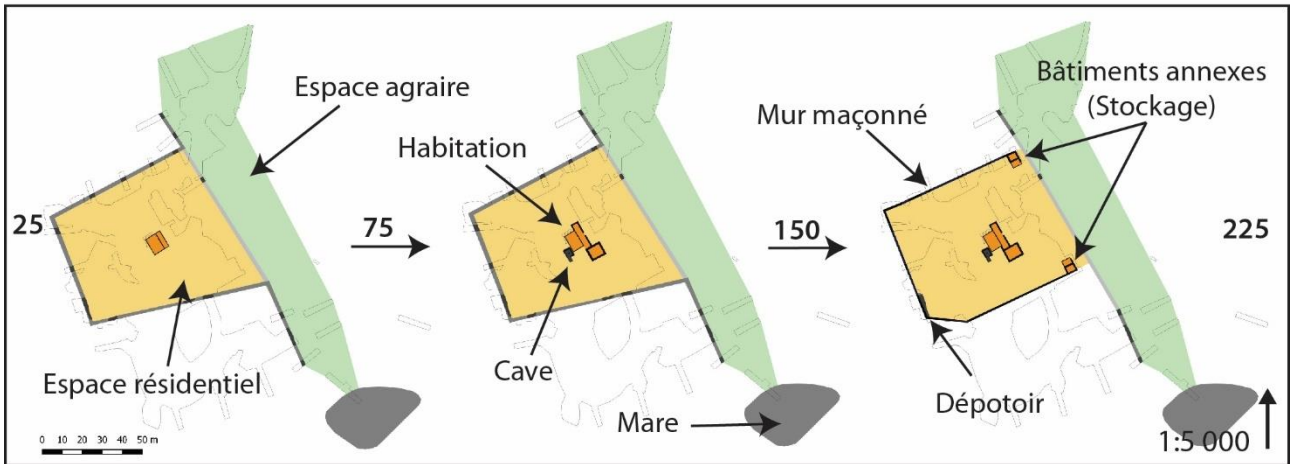 Espace agraire
25
Espace résidentiel
0 10 20 30 40 50 m
75
Habitation
Cave
Mare
150
Mur maçonné
Bâtiments annexes
(Stockage)
Dépotoir
225
1:5 000